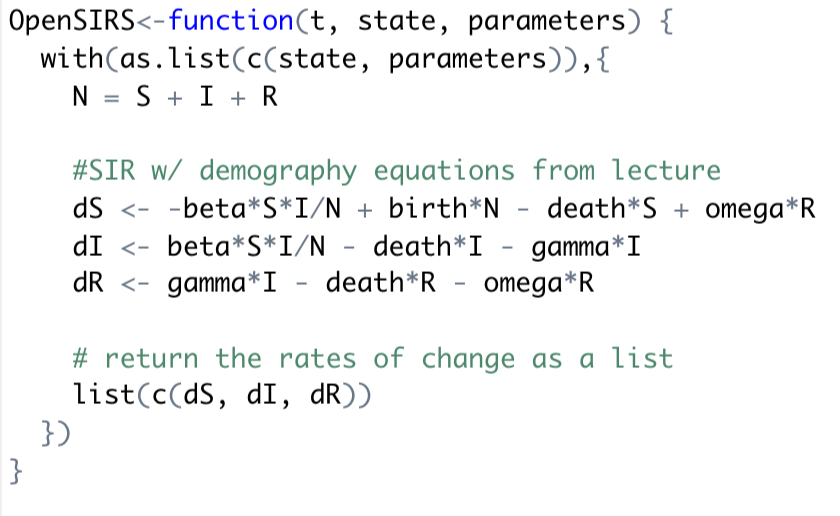 OpenSIRS<-function(t, state, parameters) {
  with(as.list(c(state, parameters)),{
    N = S + I + R

    #SIR w/ demography equations from lecture
    dS <- -beta*S*I/N + birth*N - death*S + omega*R
    dI <- beta*S*I/N - death*I - gamma*I
    dR <- gamma*I - death*R - omega*R

    # return the rates of change as a list
    list(c(dS, dI, dR))
  })
}